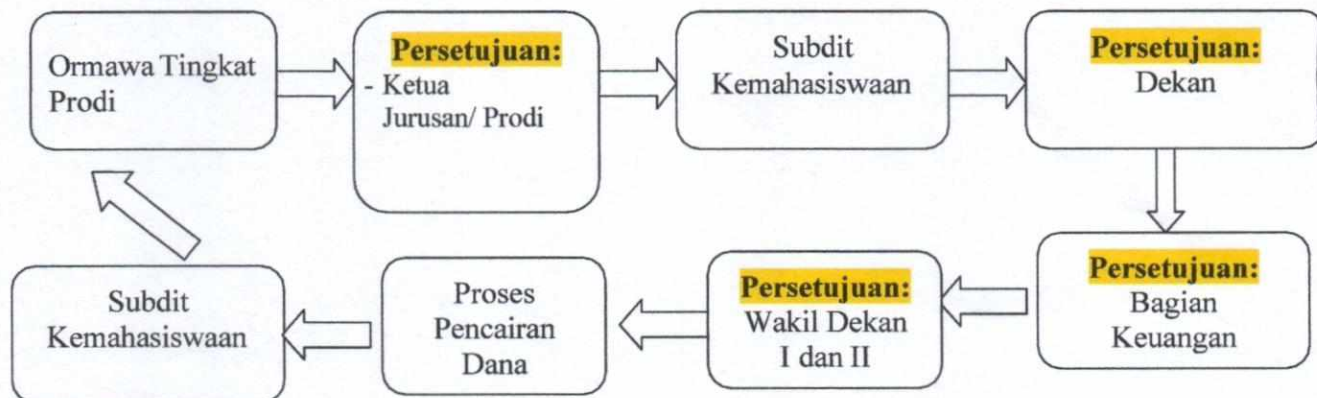 Ormawa Tingkat
Prodi
Persetujuan:
- Ketua
Jurusan/ Prodi
Subdit
Kemahasiswaan
Persetujuan:
Dekan
Persetujuan:
Bagian
Keuangan
Persetujuan:
Wakil Dekan
I dan II
Proses
Pencairan
Dana
Subdit
Kemahasiswaan